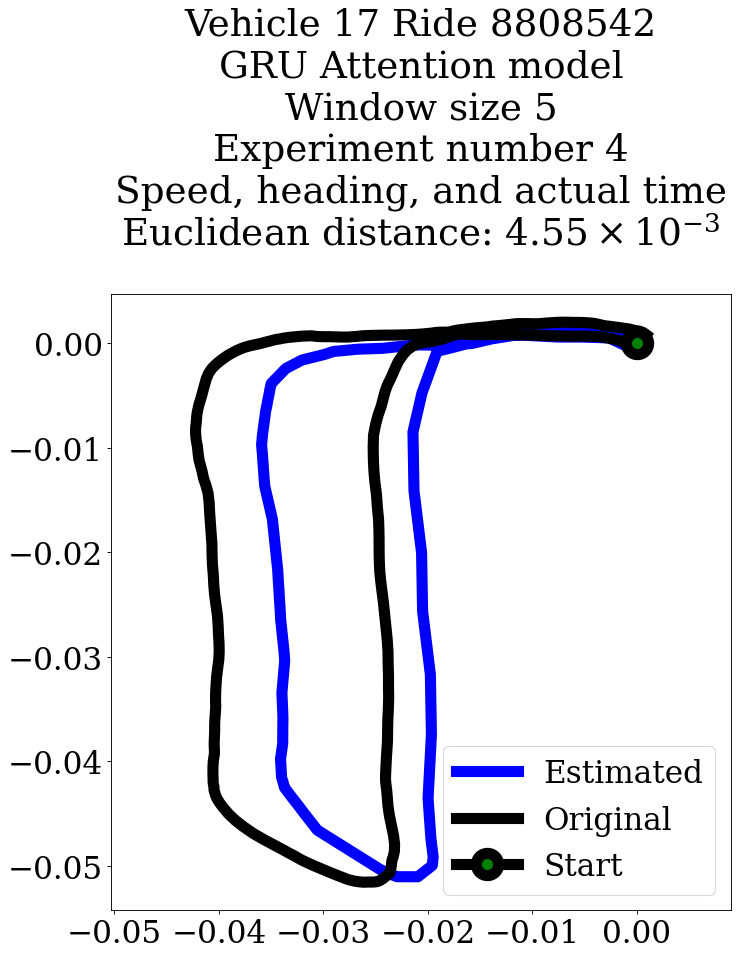 Vehicle 17 Ride 8808542
GRU Attention model
Window size 5
Experiment number 4
Speed, heading, and actual time
Euclidean distance: 4.55 × 10⁻³
0.00
−0.01
−0.02
−0.03
−0.04
−0.05
Estimated
Original
Start
−0.05 −0.04 −0.03 −0.02 −0.01 0.00